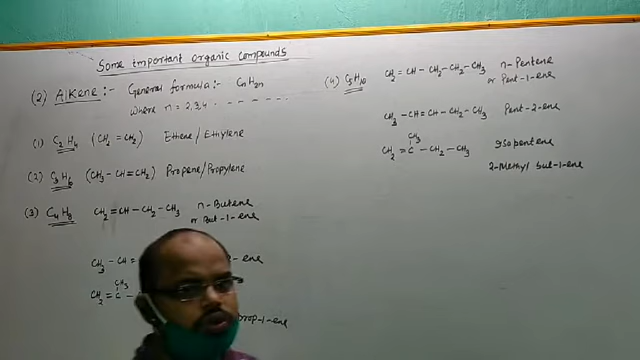 Some important organic compounds
(2) Alkene:- General formula:- CnH2n
where n = 2,3,4 - - - - - - -
(1) C2H4 (CH2=CH2) Ethene/Ethylene
(2) C3H6 (CH3-CH=CH2) Propene/Propylene
(3) C4H8 CH2=CH-CH2-CH3 n-Butene
or But-1-ene
CH3-CH= - ene
CH3
CH2=C-
prop-1-ene
(4) C5H10 CH2=CH-CH2-CH2-CH3 n-Pentene
or Pent-1-ene
CH3-CH=CH-CH2-CH3 Pent-2-ene
CH3
CH2=C-CH2-CH3 Isopentene
2-Methyl but-1-ene